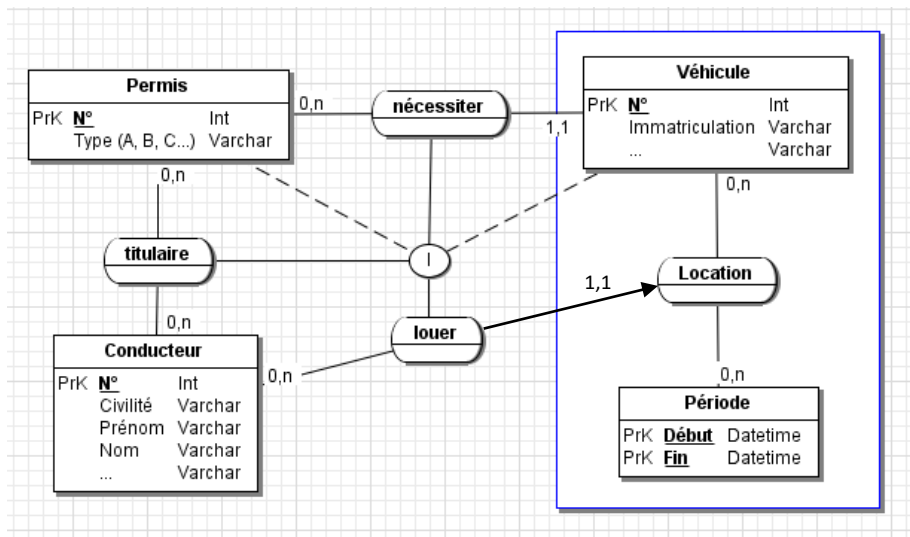 Permis
PrK N° Int
Type (A, B, C...) Varchar
0,n
nécessiter
1,1
Véhicule
PrK N° Int
Immatriculation Varchar
... Varchar
0,n
0,n
titulaire
I
1,1
Location
louer
0,n
0,n
0,n
Conducteur
PrK N° Int
Civilité Varchar
Prénom Varchar
Nom Varchar
... Varchar
Période
PrK Début Datetime
PrK Fin Datetime